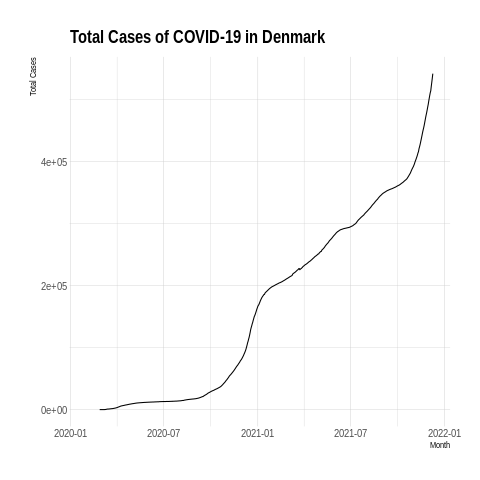 Total Cases of COVID-19 in Denmark
Total Cases
4e+05
2e+05
0e+00
2020-01 2020-07 2021-01 2021-07 2022-01
Month